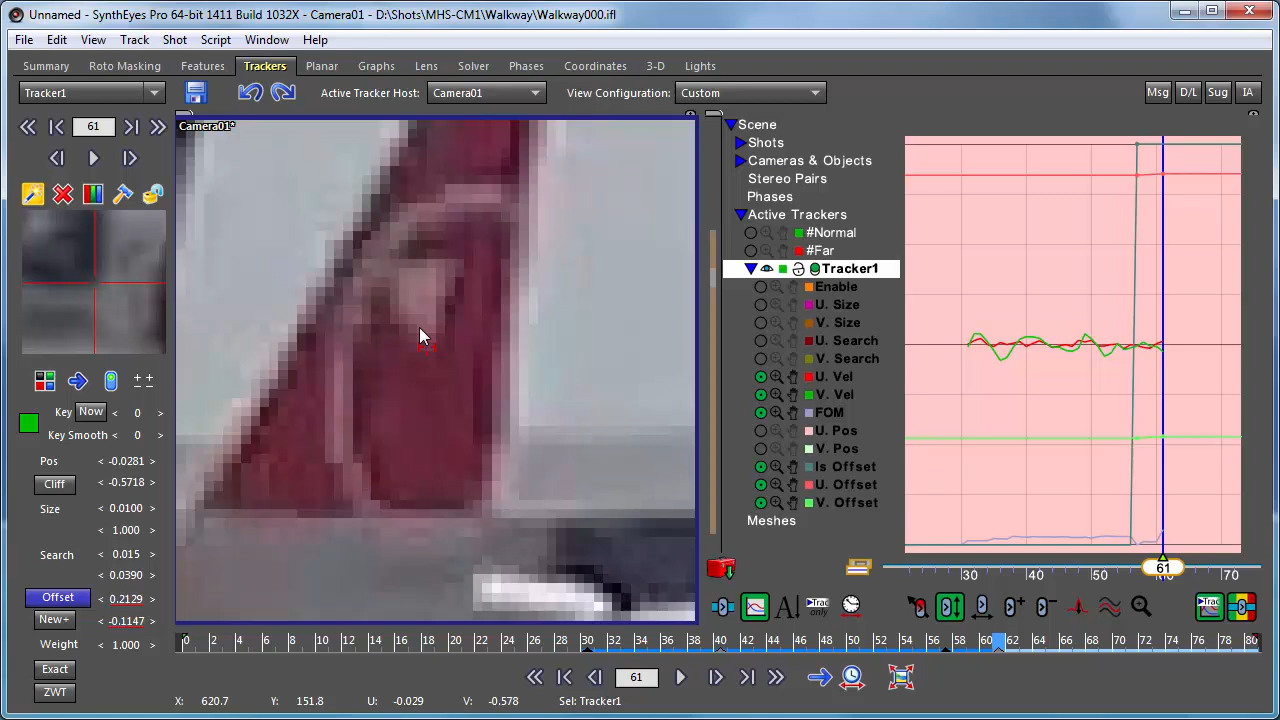 Unnamed - SynthEyes Pro 64-bit 1411 Build 1032X - Camera01 - D:\Shots\MHS-CM1\Walkway\Walkway000.ifl
File Edit View Track Shot Script Window Help
Summary Roto Masking Features Trackers Planar Graphs Lens Solver Phases Coordinates 3-D Lights
Tracker1 Active Tracker Host: Camera01 View Configuration: Custom Msg D/L Sug IA
61
Camera01*
Key Now < 0
Key Smooth < 0
Pos < -0.0281 >
Cliff < -0.5718 >
Size < 0.0100 >
1.000 >
Search < 0.015 >
< 0.0390 >
Offset < 0.2129 >
New+ < -0.1147 >
Weight < 1.000 >
Exact
ZWT
Scene
Shots
Cameras & Objects
Stereo Pairs
Phases
Active Trackers
#Normal
#Far
Tracker1
Enable
U. Size
V. Size
U. Search
V. Search
U. Vel
V. Vel
FOM
U. Pos
V. Pos
Is Offset
U. Offset
V. Offset
Meshes
30 40 50 61 70
A Trac only Trac
0 2 4 6 8 10 12 14 16 18 20 22 24 26 28 30 32 34 36 38 40 42 44 46 48 50 52 54 56 58 60 62 64 66 68 70 72 74 76 78 80
61
X: 620.7 Y: 151.8 U: -0.029 V: -0.578 Sel: Tracker1